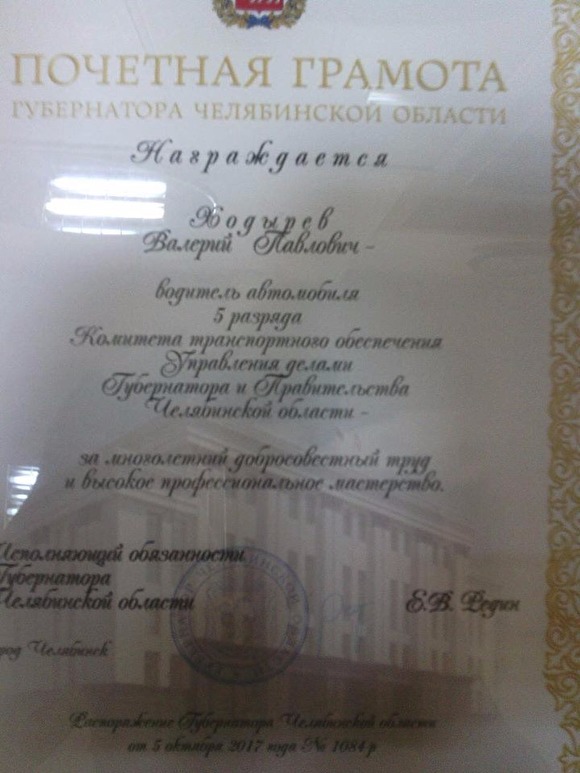 ПОЧЕТНАЯ ГРАМОТА
ГУБЕРНАТОРА ЧЕЛЯБИНСКОЙ ОБЛАСТИ
Награждается
Ходырев
Валерий Павлович -
водитель автомобиля
5 разряда
Комитета транспортного обеспечения
Управления делами
Губернатора и Правительства
Челябинской области -
за многолетний добросовестный труд
и высокое профессиональное мастерство.
Исполняющий обязанности
Губернатора
Челябинской области
Е.В. Редин
род Челябинск
Распоряжение Губернатора Челябинской области
от 5 октября 2017 года № 1084-р